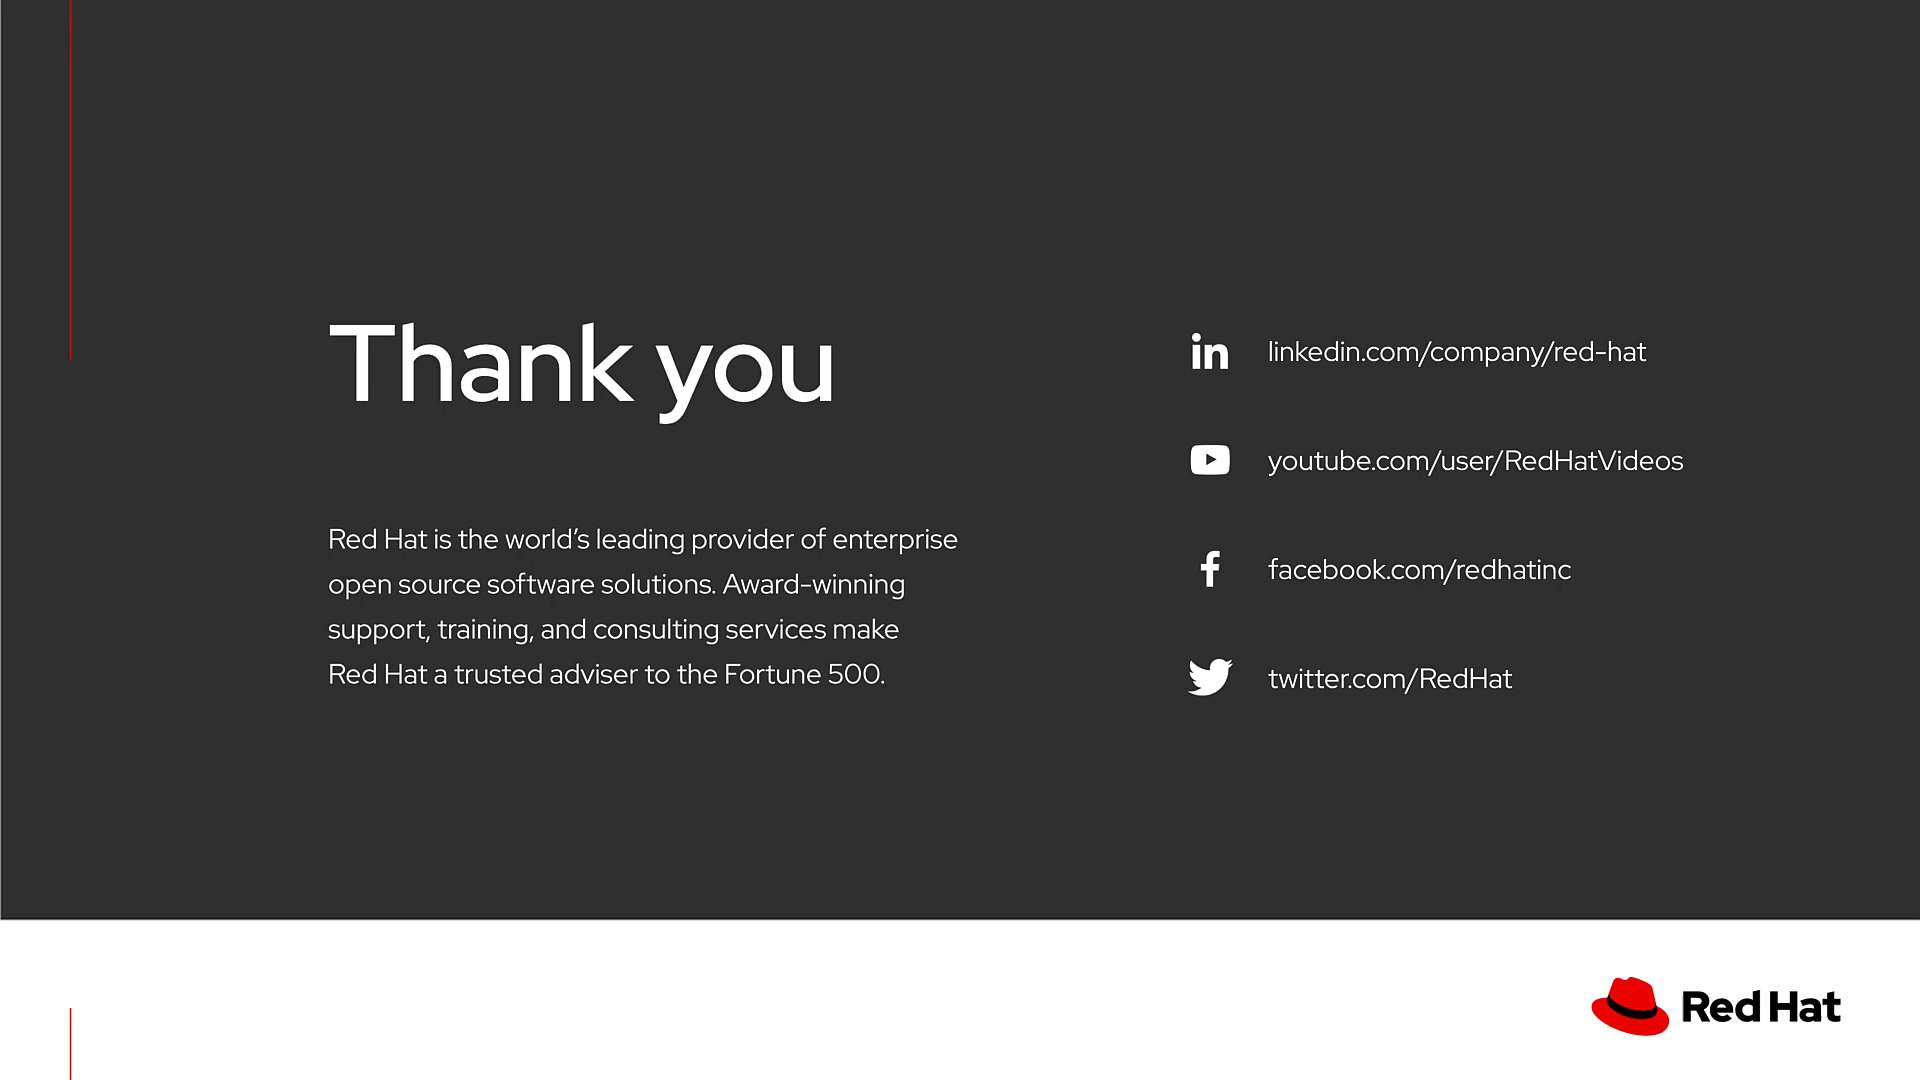 Thank you
Red Hat is the world’s leading provider of enterprise
open source software solutions. Award-winning
support, training, and consulting services make
Red Hat a trusted adviser to the Fortune 500.
linkedin.com/company/red-hat
youtube.com/user/RedHatVideos
facebook.com/redhatinc
twitter.com/RedHat
Red Hat